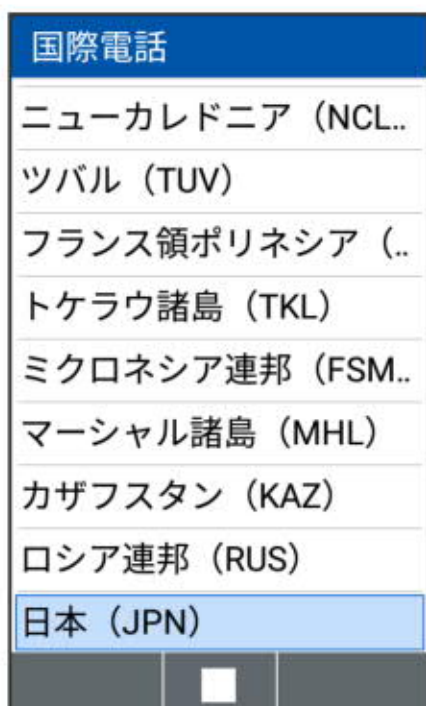 国際電話
ニューカレドニア（NCL..
ツバル（TUV）
フランス領ポリネシア（..
トケラウ諸島（TKL）
ミクロネシア連邦（FSM..
マーシャル諸島（MHL）
カザフスタン（KAZ）
ロシア連邦（RUS）
日本（JPN）